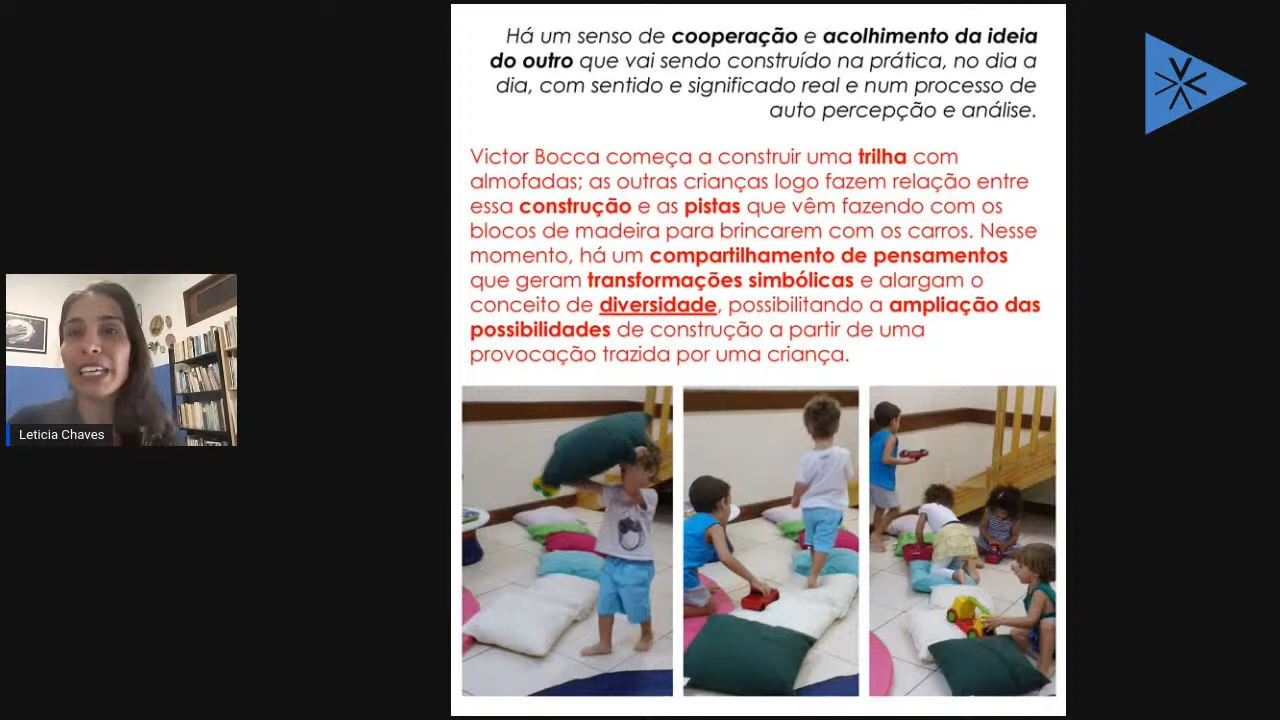 Há um senso de cooperação e acolhimento da ideia
do outro que vai sendo construído na prática, no dia a
dia, com sentido e significado real e num processo de
auto percepção e análise.
Victor Bocca começa a construir uma trilha com
almofadas; as outras crianças logo fazem relação entre
essa construção e as pistas que vêm fazendo com os
blocos de madeira para brincarem com os carros. Nesse
momento, há um compartilhamento de pensamentos
que geram transformações simbólicas e alargam o
conceito de diversidade, possibilitando a ampliação das
possibilidades de construção a partir de uma
provocação trazida por uma criança.
Leticia Chaves